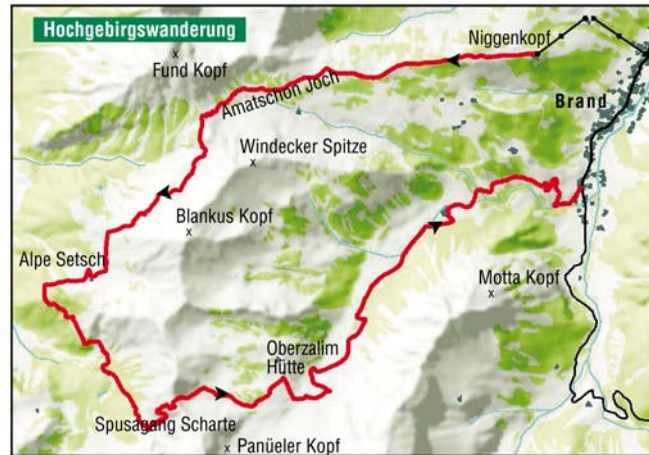 Hochgebirgswanderung
Niggenkopf
Fund Kopf
Brand
Amatschon Joch
Windecker Spitze
Blankus Kopf
Alpe Setsch
Motta Kopf
Oberzalim
Hütte
Spusagang Scharte
Panüeler Kopf